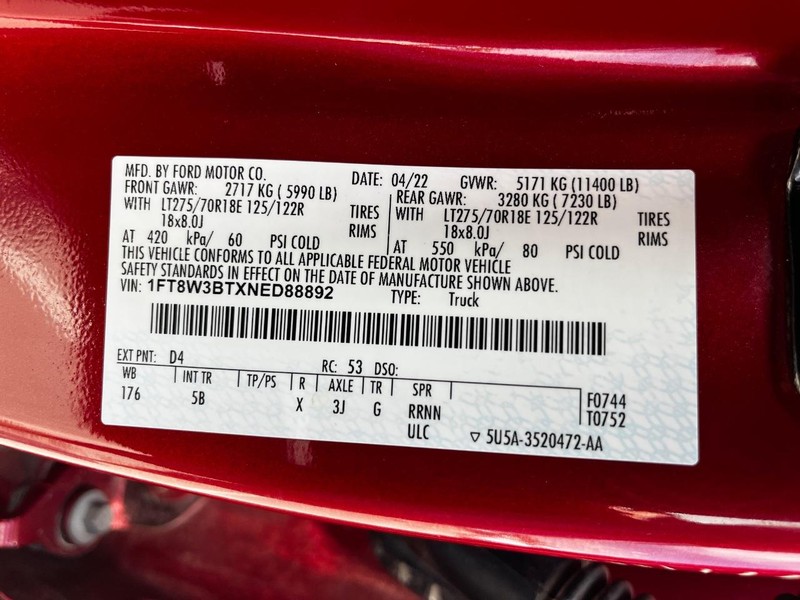 MFD. BY FORD MOTOR CO. DATE: 04/22 GVWR: 5171 KG (11400 LB)
FRONT GAWR: 2717 KG ( 5990 LB) REAR GAWR: 3280 KG ( 7230 LB)
WITH LT275/70R18E 125/122R TIRES WITH LT275/70R18E 125/122R TIRES
18x8.0J RIMS 18x8.0J RIMS
AT 420 kPa/ 60 PSI COLD AT 550 kPa/ 80 PSI COLD
THIS VEHICLE CONFORMS TO ALL APPLICABLE FEDERAL MOTOR VEHICLE
SAFETY STANDARDS IN EFFECT ON THE DATE OF MANUFACTURE SHOWN ABOVE.
VIN: 1FT8W3BTXNED88892 TYPE: Truck
EXT PNT: D4 RC: 53 DSO:
WB INT TR TP/PS R AXLE TR SPR F0744
176 5B X 3J G RRNN T0752
ULC ▽ 5U5A-3520472-AA